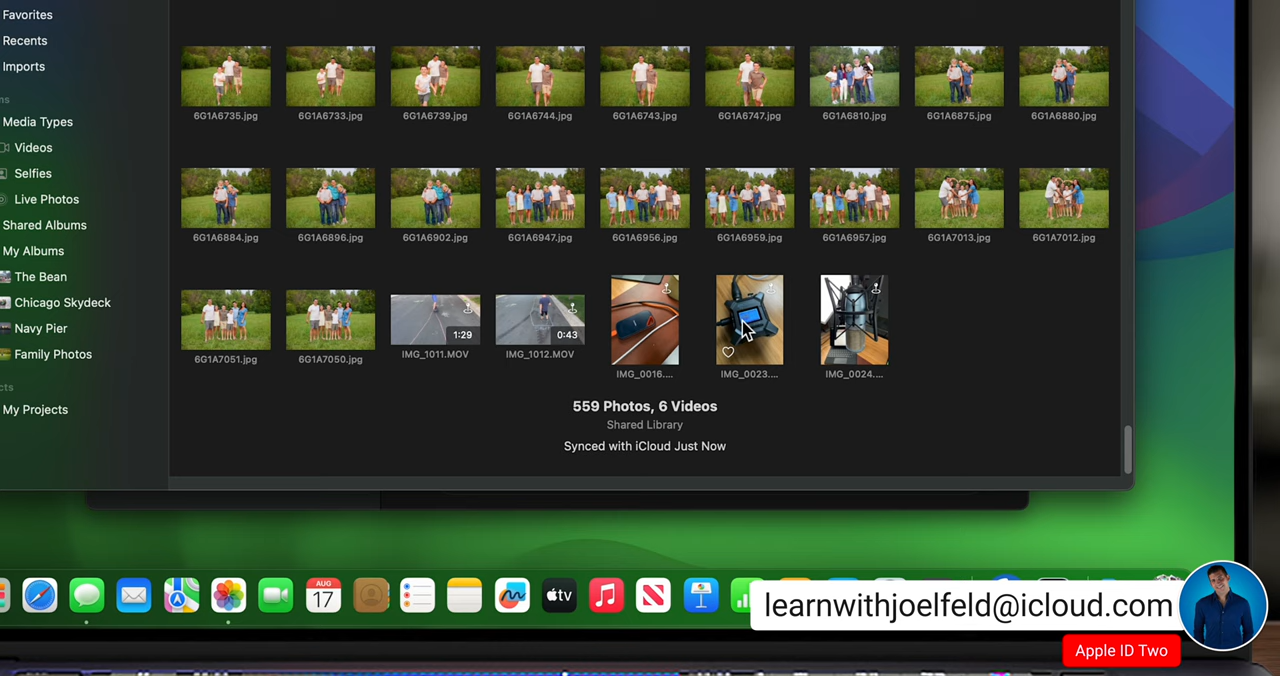 Favorites
Recents
Imports
ms
Media Types
Videos
Selfies
Live Photos
Shared Albums
My Albums
The Bean
Chicago Skydeck
Navy Pier
Family Photos
cts
My Projects
6G1A6735.jpg 6G1A6733.jpg 6G1A6739.jpg 6G1A6744.jpg 6G1A6743.jpg 6G1A6747.jpg 6G1A6810.jpg 6G1A6875.jpg 6G1A6880.jpg
6G1A6884.jpg 6G1A6896.jpg 6G1A6902.jpg 6G1A6947.jpg 6G1A6956.jpg 6G1A6959.jpg 6G1A6957.jpg 6G1A7013.jpg 6G1A7012.jpg
1:29 0:43
6G1A7051.jpg 6G1A7050.jpg IMG_1011.MOV IMG_1012.MOV IMG_0016.... IMG_0023.... IMG_0024....
559 Photos, 6 Videos
Shared Library
Synced with iCloud Just Now
AUG
17
tv
learnwithjoelfeld@icloud.com
Apple ID Two